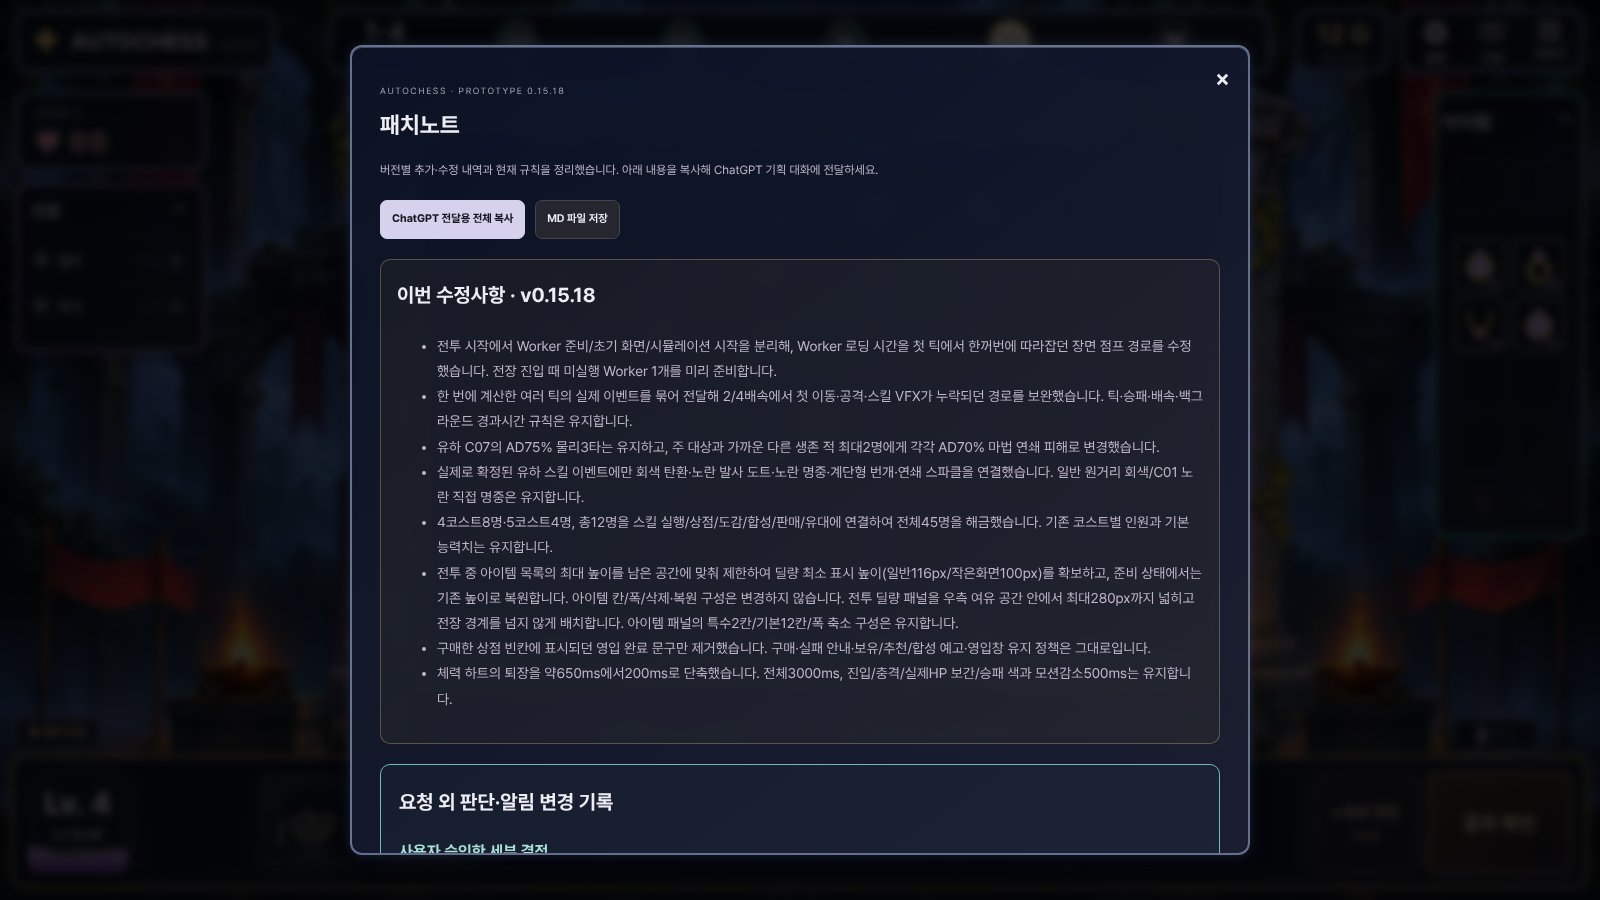 AUTOCHESS
1-4
12 G
AUTOCHESS · PROTOTYPE 0.15.18
×
패치노트
버전별 추가·수정 내역과 현재 규칙을 정리했습니다. 아래 내용을 복사해 ChatGPT 기획 대화에 전달하세요.
ChatGPT 전달용 전체 복사
MD 파일 저장
이번 수정사항 · v0.15.18
• 전투 시작에서 Worker 준비/초기 화면/시뮬레이션 시작을 분리해, Worker 로딩 시간을 첫 틱에서 한꺼번에 따라잡던 장면 점프 경로를 수정
했습니다. 전장 진입 때 미실행 Worker 1개를 미리 준비합니다.
• 한 번에 계산한 여러 틱의 실제 이벤트를 묶어 전달해 2/4배속에서 첫 이동·공격·스킬 VFX가 누락되던 경로를 보완했습니다. 틱·승패·배속·백그
라운드 경과시간 규칙은 유지합니다.
• 유하 C07의 AD75% 물리3타는 유지하고, 주 대상과 가까운 다른 생존 적 최대2명에게 각각 AD70% 마법 연쇄 피해로 변경했습니다.
• 실제로 확정된 유하 스킬 이벤트에만 회색 탄환·노란 발사 도트·노란 명중·계단형 번개·연쇄 스파클을 연결했습니다. 일반 원거리 회색/C01 노
란 직접 명중은 유지합니다.
• 4코스트8명·5코스트4명, 총12명을 스킬 실행/상점/도감/합성/판매/유대에 연결하여 전체45명을 해금했습니다. 기존 코스트별 인원과 기본
능력치는 유지합니다.
• 전투 중 아이템 목록의 최대 높이를 남은 공간에 맞춰 제한하여 딜량 최소 표시 높이(일반116px/작은화면100px)를 확보하고, 준비 상태에서는
기존 높이로 복원합니다. 아이템 칸/폭/삭제·복원 구성은 변경하지 않습니다. 전투 딜량 패널을 우측 여유 공간 안에서 최대280px까지 넓히고
전장 경계를 넘지 않게 배치합니다. 아이템 패널의 특수2칸/기본12칸/폭 축소 구성은 유지합니다.
• 구매한 상점 빈칸에 표시되던 영입 완료 문구만 제거했습니다. 구매·실패 안내·보유/추천/합성 예고·영입창 유지 정책은 그대로입니다.
• 체력 하트의 퇴장을 약650ms에서200ms로 단축했습니다. 전체3000ms, 진입/충격/실제HP 보간/승패 색과 모션감소500ms는 유지합니
다.
요청 외 판단·알림 변경 기록
사용자 승인한 세부 결정
Lv. 4